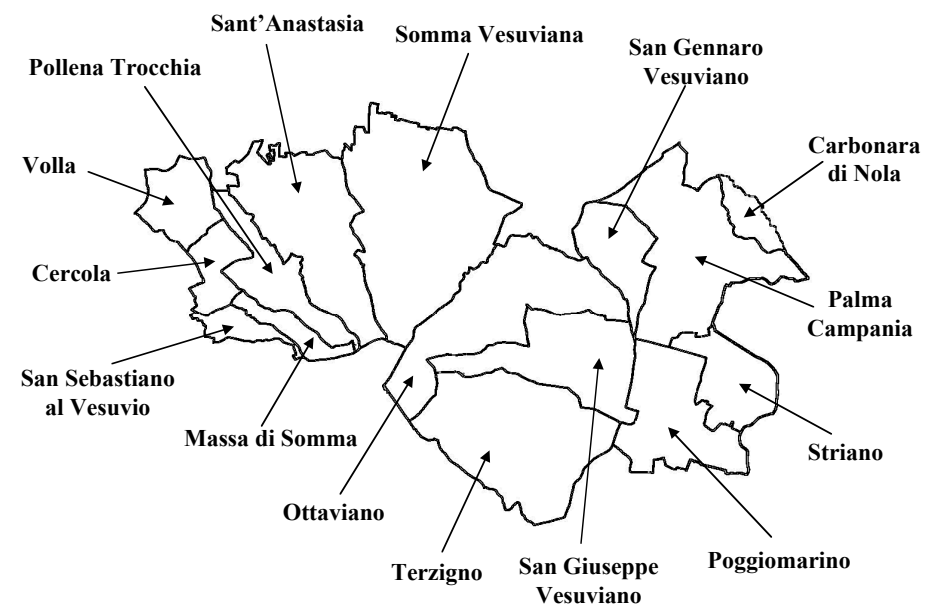 Sant’Anastasia
Somma Vesuviana
San Gennaro
Vesuviano
Pollena Trocchia
Carbonara
di Nola
Volla
Cercola
Palma
Campania
San Sebastiano
al Vesuvio
Massa di Somma
Striano
Ottaviano
Terzigno
San Giuseppe
Vesuviano
Poggiomarino